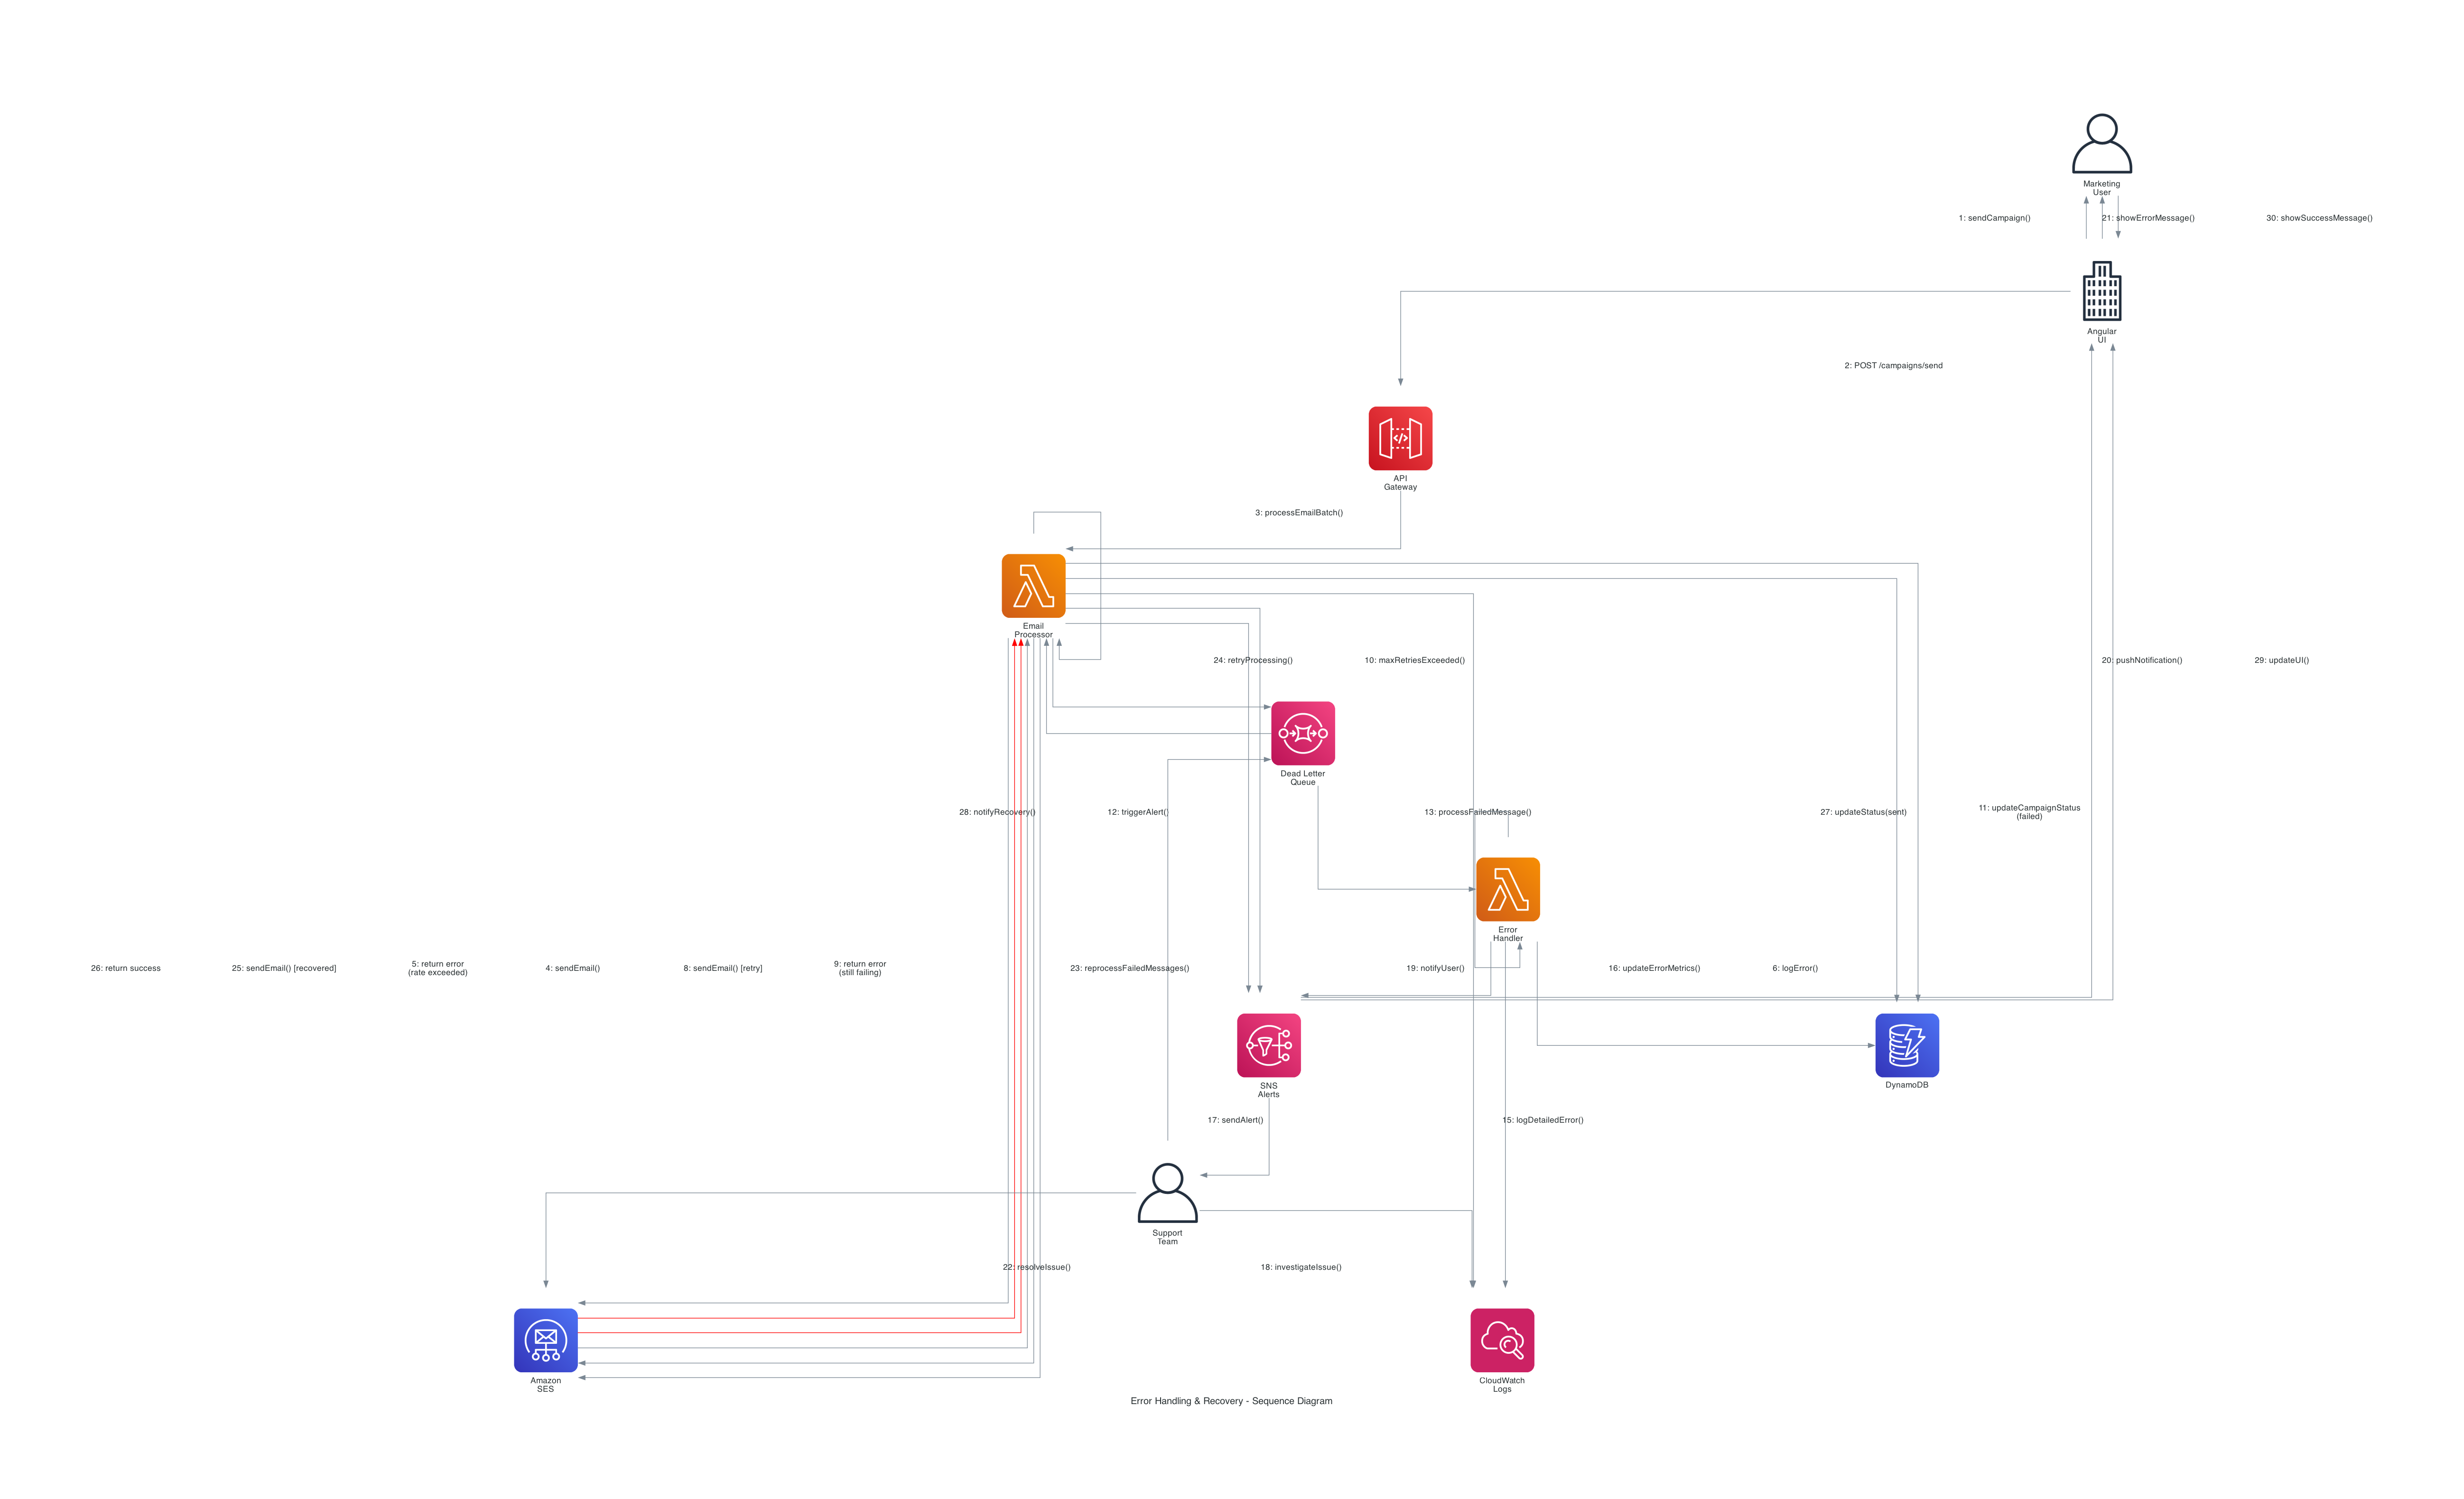 Marketing
User
1: sendCampaign()
21: showErrorMessage()
30: showSuccessMessage()
Angular
UI
2: POST /campaigns/send
API
Gateway
3: processEmailBatch()
Email
Processor
24: retryProcessing()
10: maxRetriesExceeded()
20: pushNotification()
29: updateUI()
Dead Letter
Queue
28: notifyRecovery()
12: triggerAlert()
13: processFailedMessage()
27: updateStatus(sent)
11: updateCampaignStatus
(failed)
Error
Handler
26: return success
25: sendEmail() [recovered]
5: return error
(rate exceeded)
4: sendEmail()
8: sendEmail() [retry]
9: return error
(still failing)
23: reprocessFailedMessages()
19: notifyUser()
16: updateErrorMetrics()
6: logError()
SNS
Alerts
DynamoDB
17: sendAlert()
15: logDetailedError()
Support
Team
22: resolveIssue()
18: investigateIssue()
Amazon
SES
CloudWatch
Logs
Error Handling & Recovery - Sequence Diagram